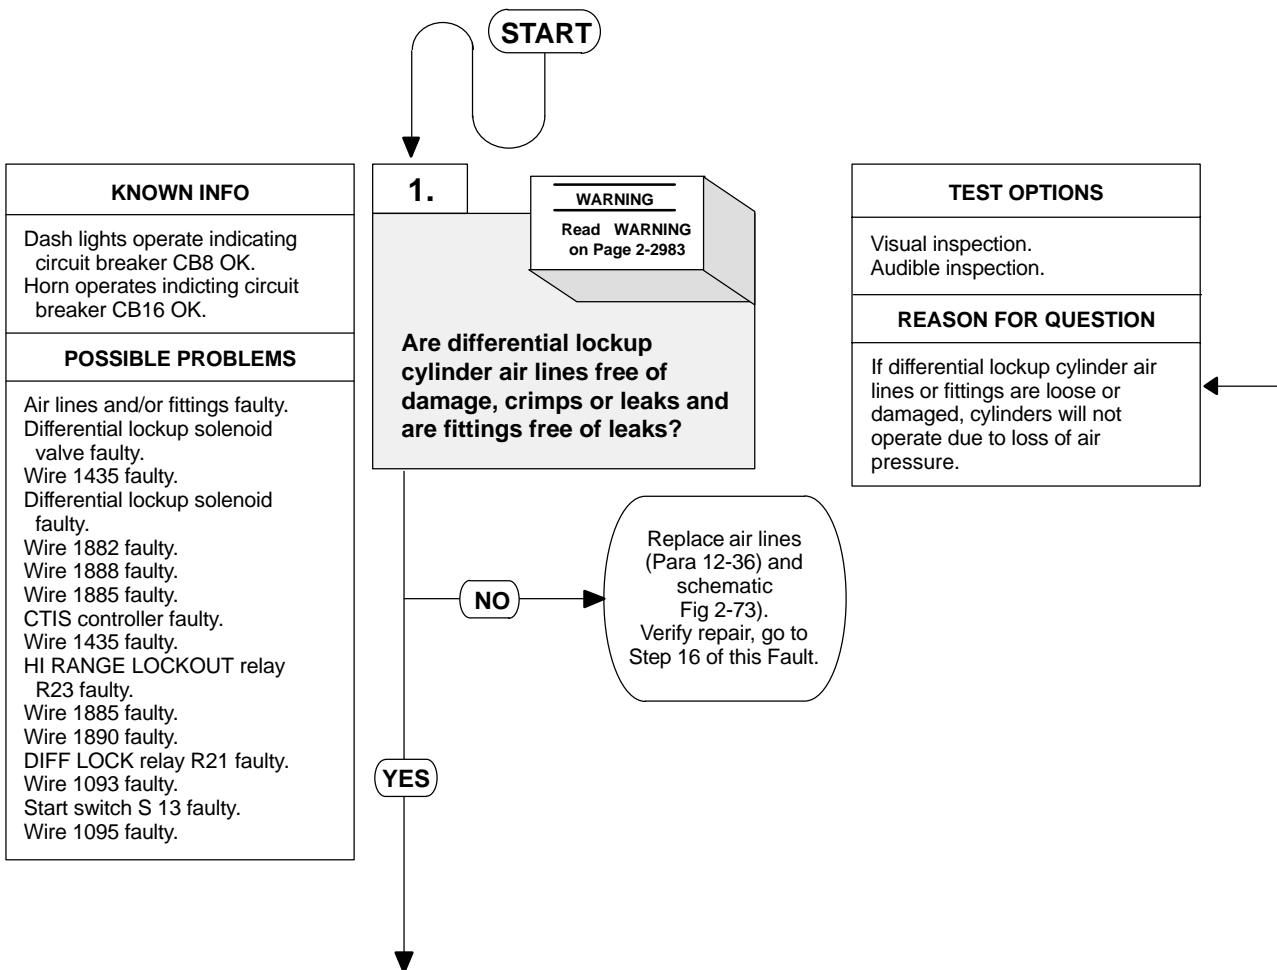 START
KNOWN INFO
Dash lights operate indicating
circuit breaker CB8 OK.
Horn operates indicting circuit
breaker CB16 OK.
POSSIBLE PROBLEMS
Air lines and/or fittings faulty.
Differential lockup solenoid
valve faulty.
Wire 1435 faulty.
Differential lockup solenoid
faulty.
Wire 1882 faulty.
Wire 1888 faulty.
Wire 1885 faulty.
CTIS controller faulty.
Wire 1435 faulty.
HI RANGE LOCKOUT relay
R23 faulty.
Wire 1885 faulty.
Wire 1890 faulty.
DIFF LOCK relay R21 faulty.
Wire 1093 faulty.
Start switch S 13 faulty.
Wire 1095 faulty.
1.
WARNING
Read WARNING
on Page 2-2983
Are differential lockup
cylinder air lines free of
damage, crimps or leaks and
are fittings free of leaks?
NO
Replace air lines
(Para 12-36) and
schematic
Fig 2-73).
Verify repair, go to
Step 16 of this Fault.
YES
TEST OPTIONS
Visual inspection.
Audible inspection.
REASON FOR QUESTION
If differential lockup cylinder air
lines or fittings are loose or
damaged, cylinders will not
operate due to loss of air
pressure.